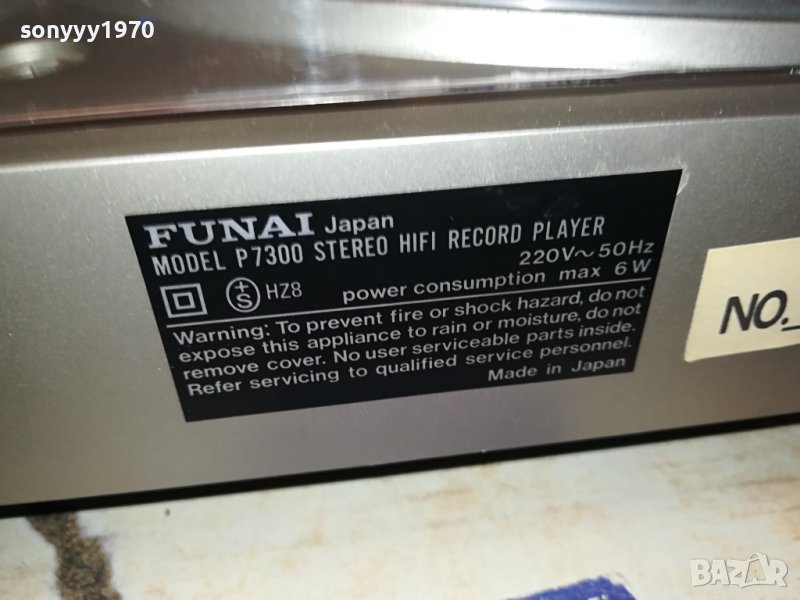 sonyyy1970
FUNAI Japan
MODEL P7300 STEREO HIFI RECORD PLAYER
220V~50Hz
+S HZ8 power consumption max 6W
Warning: To prevent fire or shock hazard, do not
expose this appliance to rain or moisture, do not
remove cover. No user serviceable parts inside.
Refer servicing to qualified service personnel.
Made in Japan
NO.
BAZAR